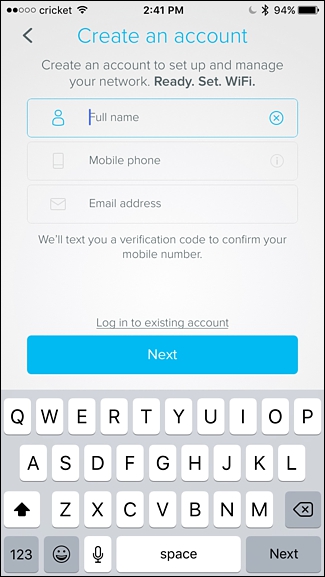 cricket 2:41 PM 94%
Create an account
Create an account to set up and manage
your network. Ready. Set. WiFi.
Full name
Mobile phone
Email address
We'll text you a verification code to confirm your
mobile number.
Log in to existing account
Next
Q W E R T Y U I O P
A S D F G H J K L
Z X C V B N M
123 space Next